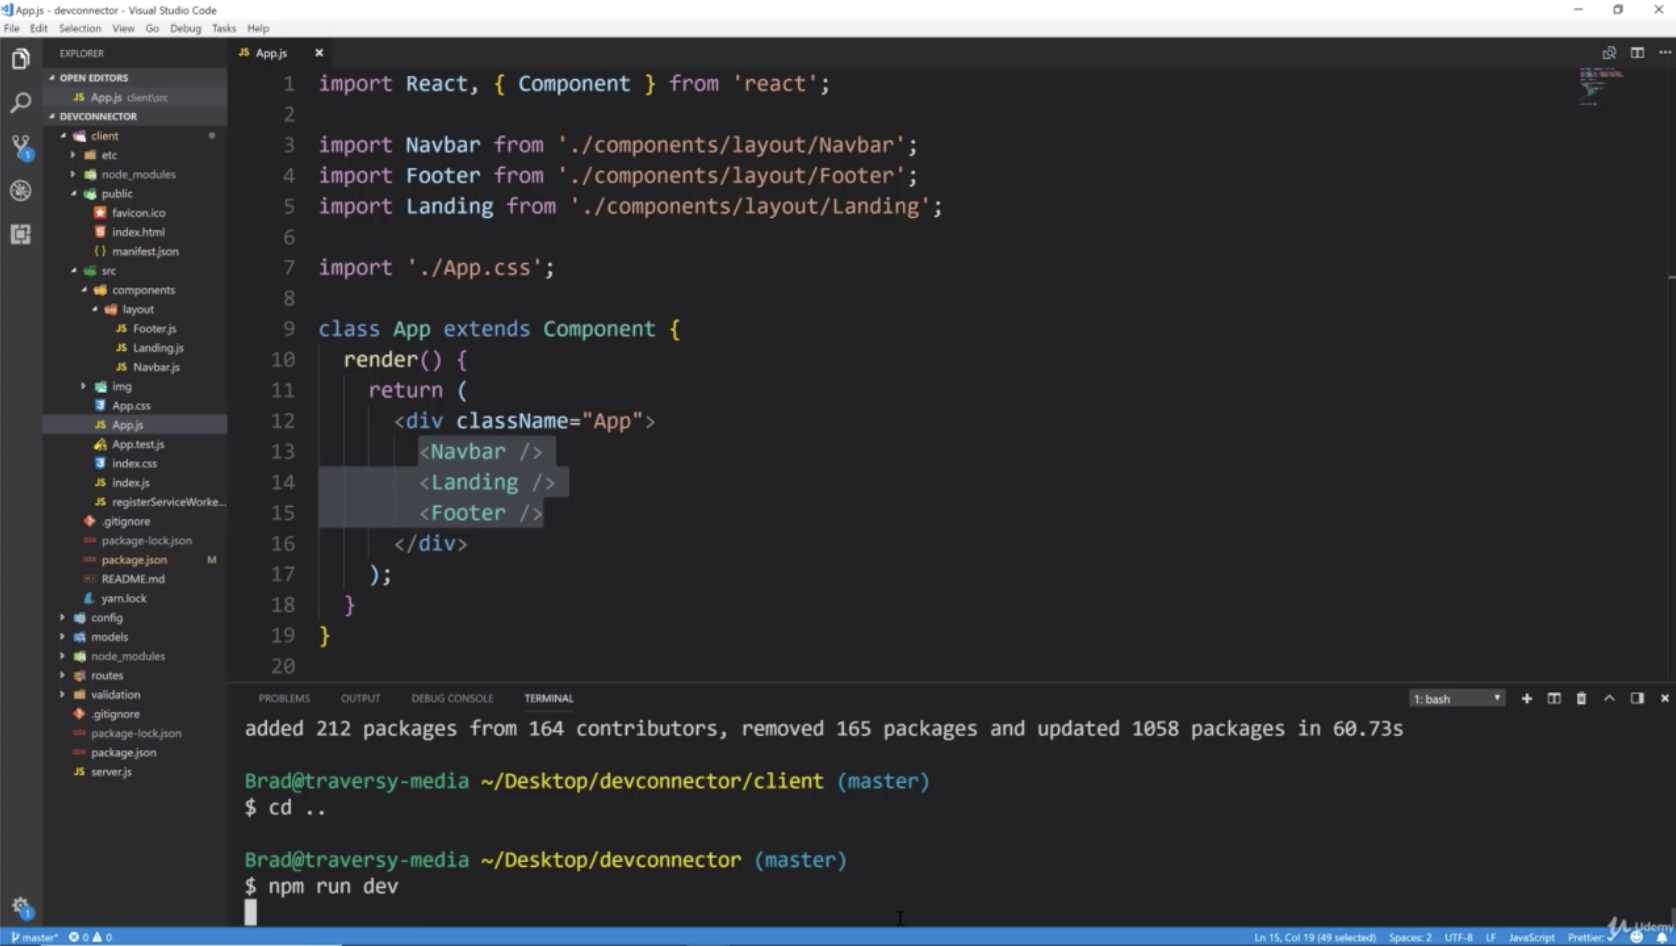 App.js - devconnector - Visual Studio Code
File Edit Selection View Go Debug Tasks Help
EXPLORER
OPEN EDITORS
JS App.js client\src
DEVCONNECTOR
client
etc
node_modules
public
favicon.ico
index.html
{ } manifest.json
src
components
layout
JS Footer.js
JS Landing.js
JS Navbar.js
img
App.css
JS App.js
App.test.js
index.css
JS index.js
JS registerServiceWorke...
.gitignore
package-lock.json
package.json M
README.md
yarn.lock
config
models
node_modules
routes
validation
.gitignore
package-lock.json
package.json
JS server.js
JS App.js
1 import React, { Component } from 'react';
2
3 import Navbar from './components/layout/Navbar';
4 import Footer from './components/layout/Footer';
5 import Landing from './components/layout/Landing';
6
7 import './App.css';
8
9 class App extends Component {
10 render() {
11 return (
12 <div className="App">
13 <Navbar />
14 <Landing />
15 <Footer />
16 </div>
17 );
18 }
19 }
20
PROBLEMS OUTPUT DEBUG CONSOLE TERMINAL 1: bash
added 212 packages from 164 contributors, removed 165 packages and updated 1058 packages in 60.73s
Brad@traversy-media ~/Desktop/devconnector/client (master)
$ cd ..
Brad@traversy-media ~/Desktop/devconnector (master)
$ npm run dev
master* 0 0 Ln 15, Col 19 (49 selected) Spaces: 2 UTF-8 LF JavaScript Prettier:
Udemy